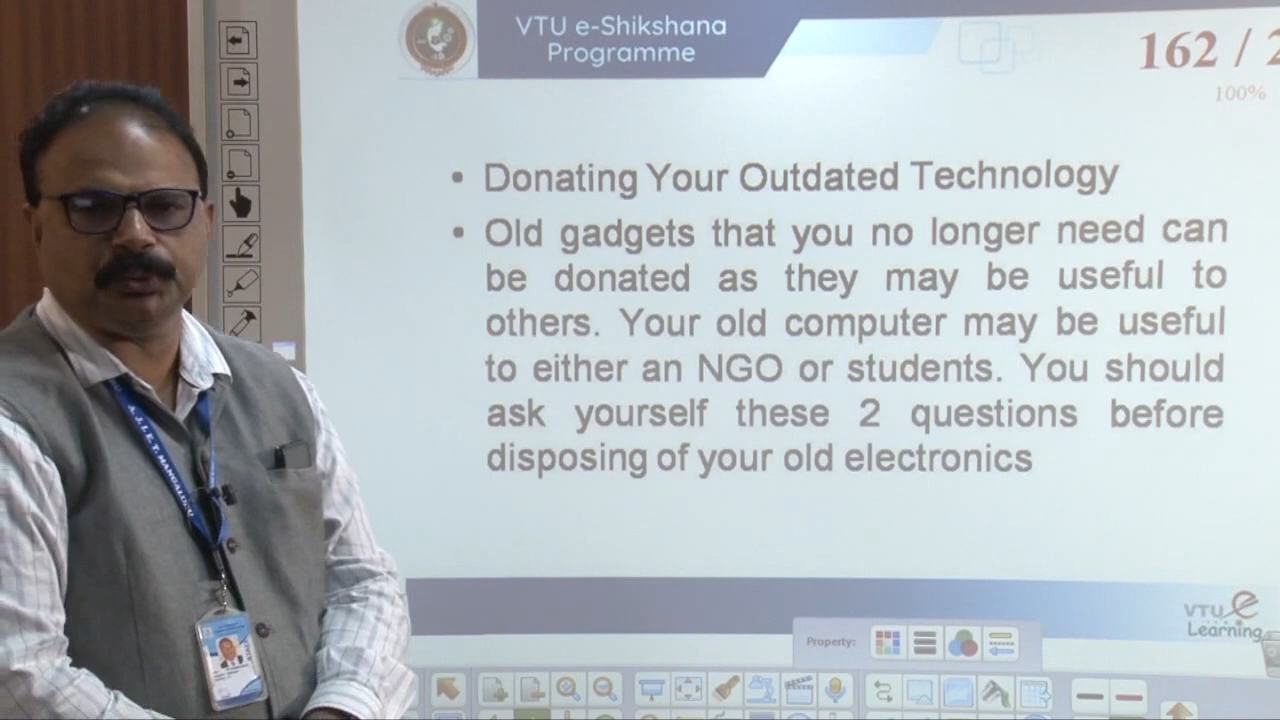 VTU e-Shikshana
Programme
162 / 2
100%
• Donating Your Outdated Technology
• Old gadgets that you no longer need can
be donated as they may be useful to
others. Your old computer may be useful
to either an NGO or students. You should
ask yourself these 2 questions before
disposing of your old electronics
A.J.I.E.T. MANGALURU
VTU e
Learning
Property: